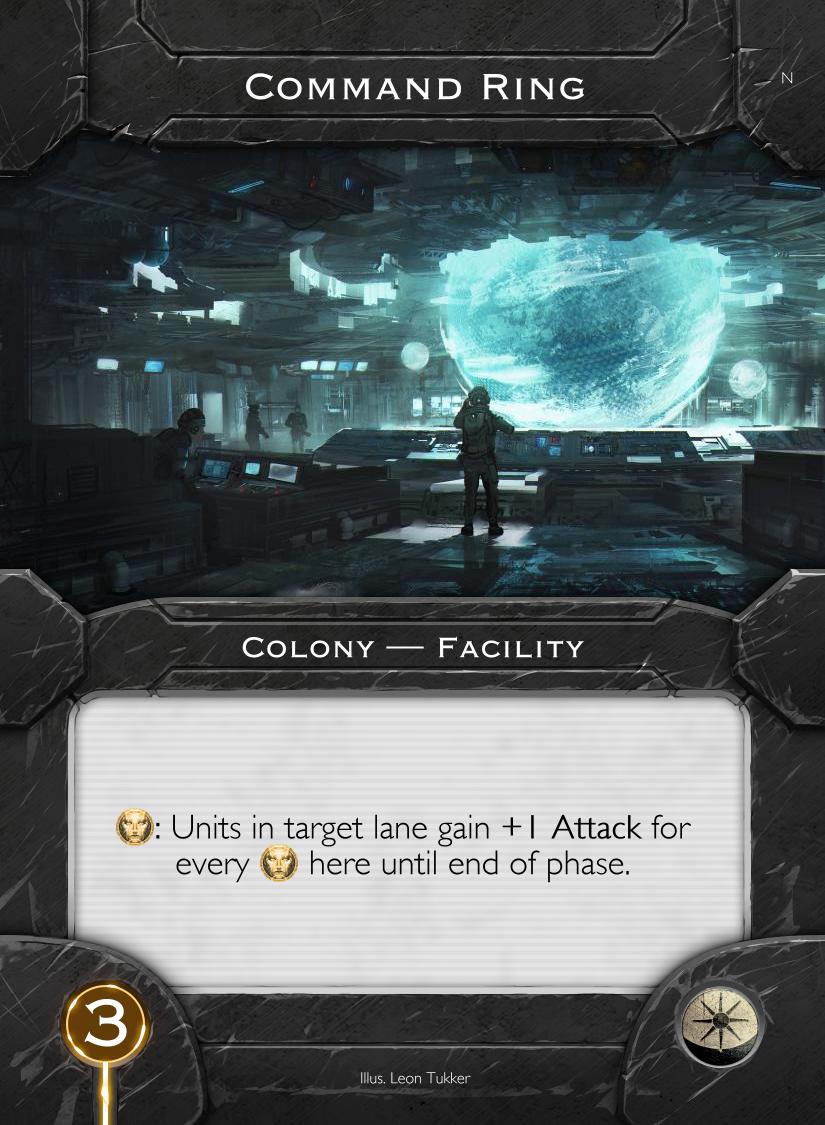 Command Ring
N
Colony — Facility
: Units in target lane gain +1 Attack for
every here until end of phase.
3
Illus. Leon Tukker